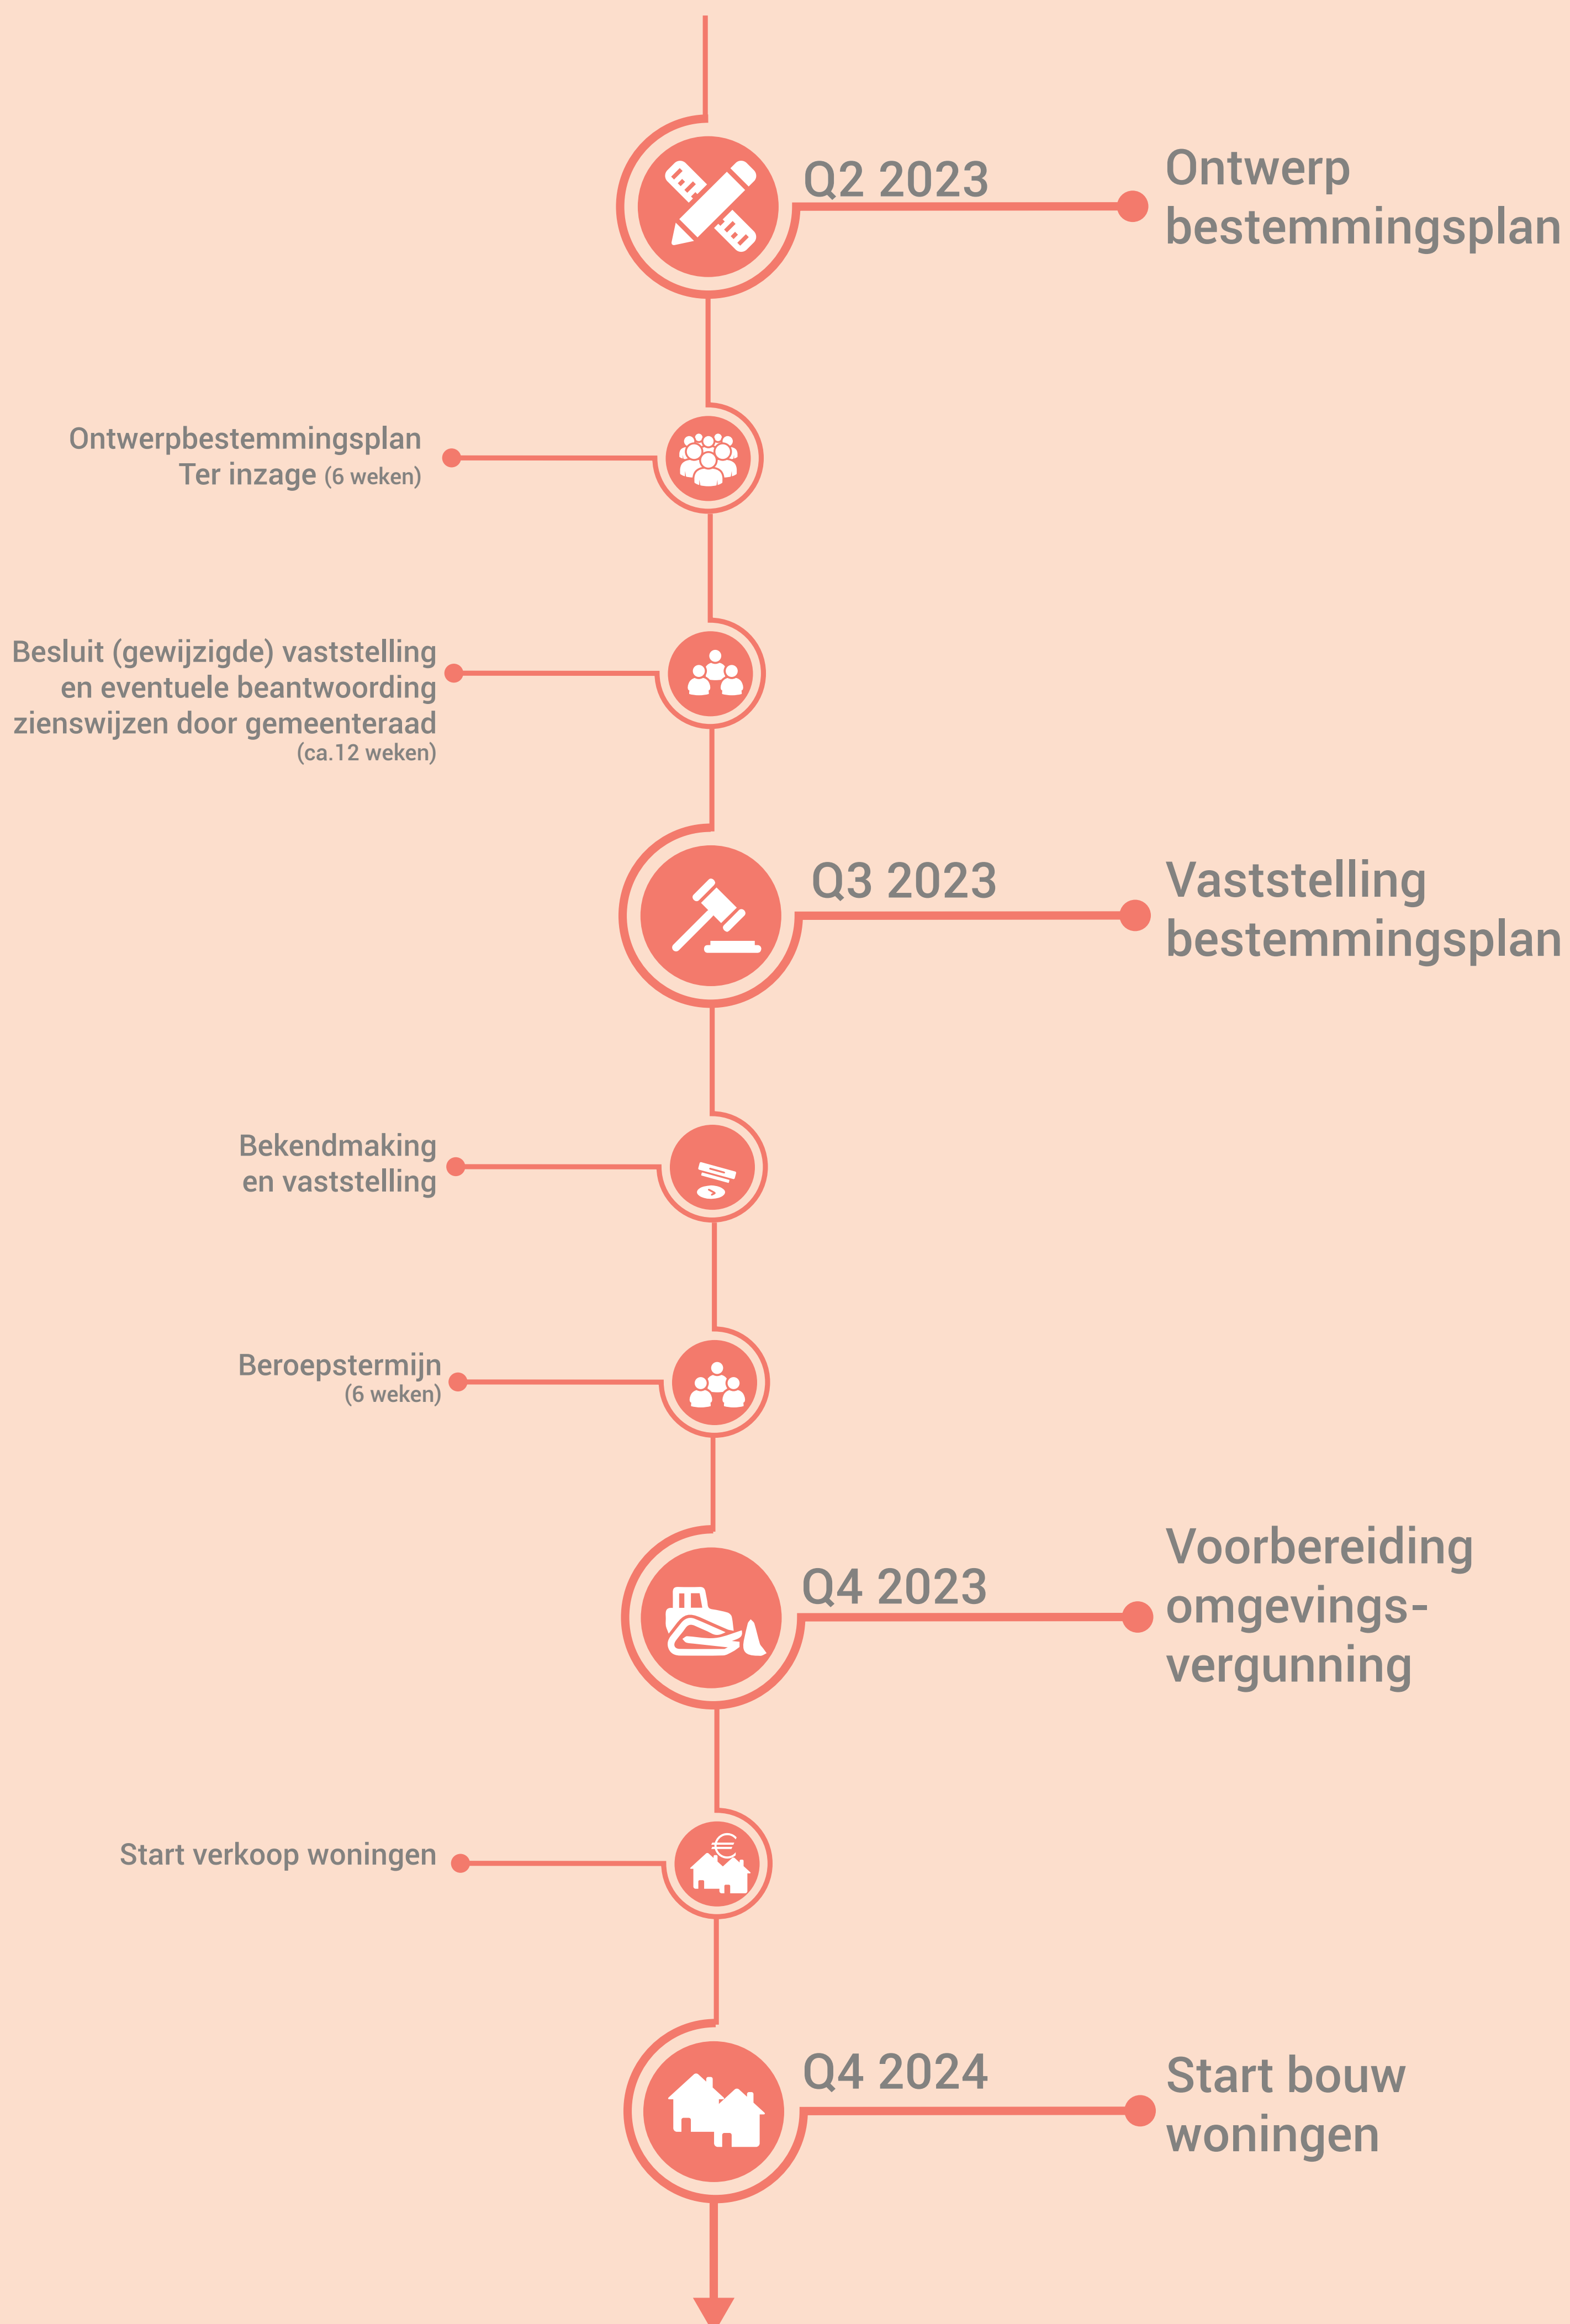 Q2 2023
Ontwerp
bestemmingsplan
Ontwerpbestemmingsplan
Ter inzage (6 weken)
Besluit (gewijzigde) vaststelling
en eventuele beantwoording
zienswijzen door gemeenteraad
(ca.12 weken)
Q3 2023
Vaststelling
bestemmingsplan
Bekendmaking
en vaststelling
Beroepstermijn
(6 weken)
Q4 2023
Voorbereiding
omgevings-
vergunning
Start verkoop woningen
€
Q4 2024
Start bouw
woningen